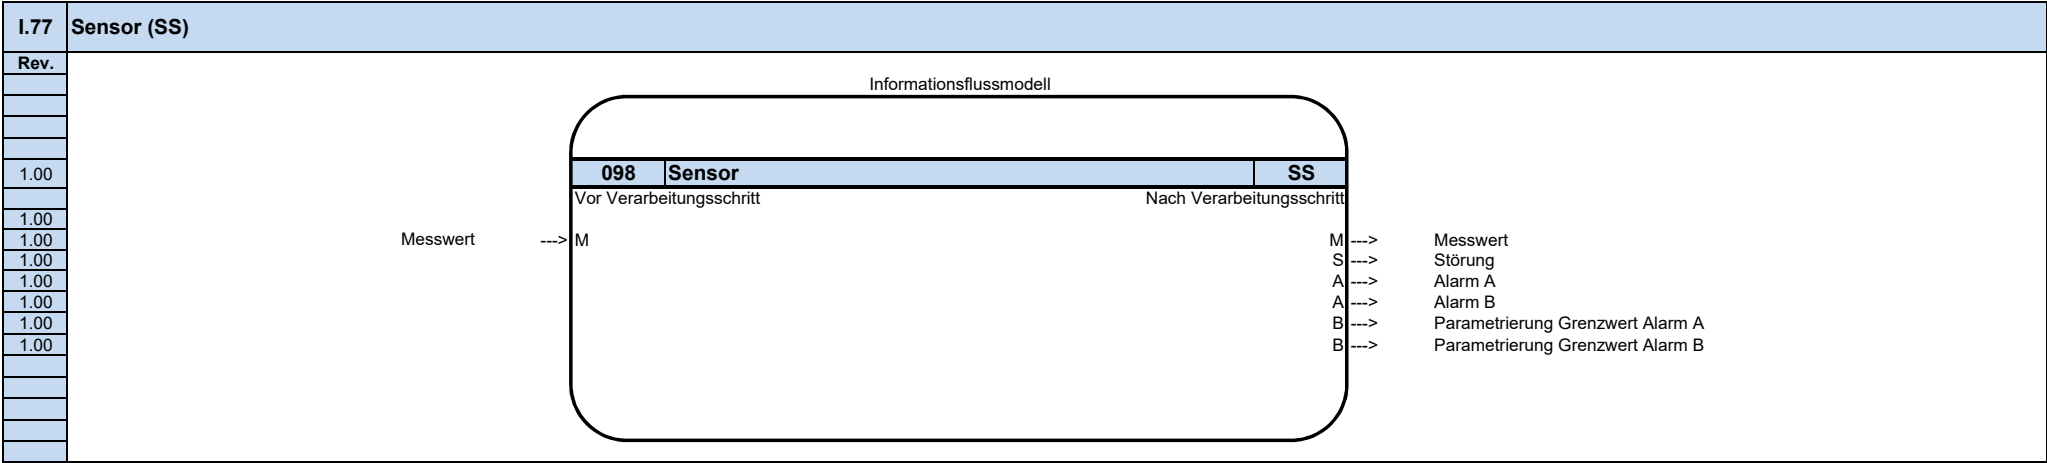 I.77 Sensor (SS)
Rev.
Informationsflussmodell
1.00 098 Sensor SS
Vor Verarbeitungsschritt Nach Verarbeitungsschritt
1.00
1.00 Messwert ---> M M ---> Messwert
1.00 S ---> Störung
1.00 A ---> Alarm A
1.00 A ---> Alarm B
1.00 B ---> Parametrierung Grenzwert Alarm A
1.00 B ---> Parametrierung Grenzwert Alarm B